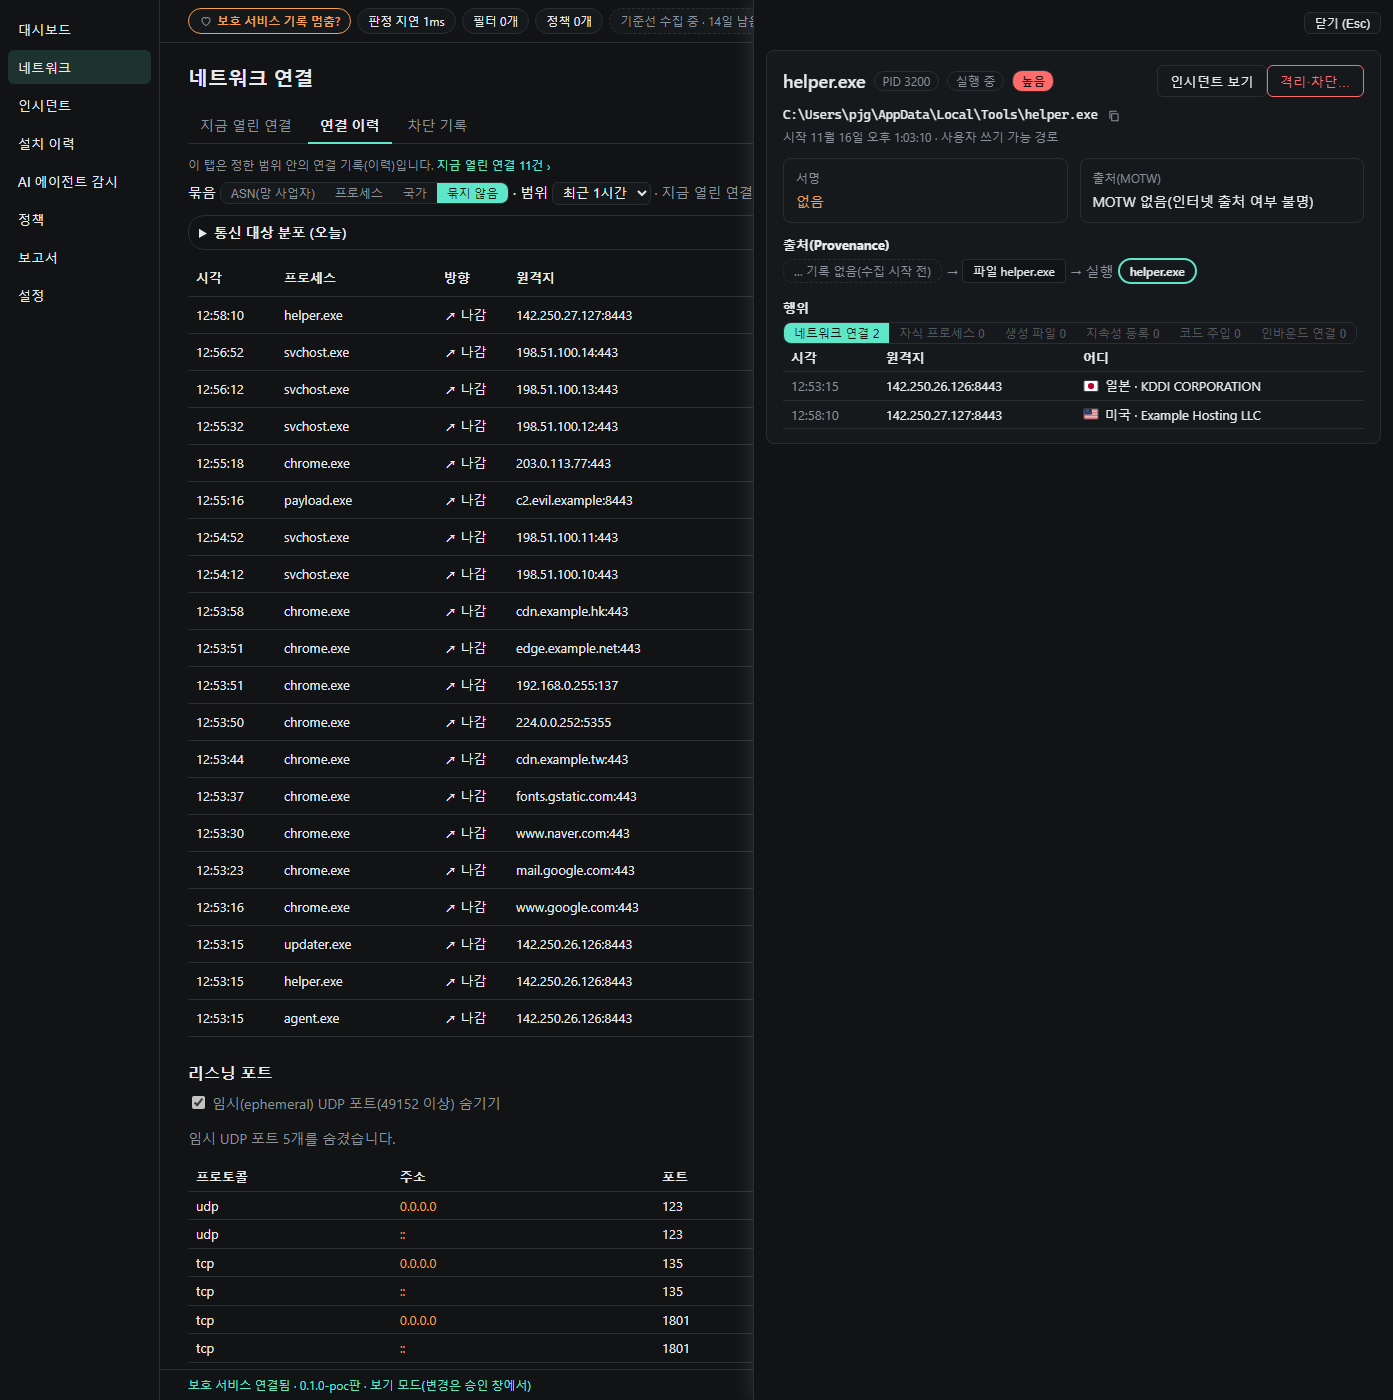 대시보드
네트워크
인시던트
설치 이력
AI 에이전트 감시
정책
보고서
설정
♡ 보호 서비스 기록 멈춤?
판정 지연 1ms
필터 0개
정책 0개
기준선 수집 중 · 14일
네트워크 연결
지금 열린 연결
연결 이력
차단 기록
이 탭은 정한 범위 안의 연결 기록(이력)입니다. 지금 열린 연결 11건 ›
묶음 ASN(망 사업자) 프로세스 국가 묶지 않음 · 범위 최근 1시간 · 지금 열린 연결
▶ 통신 대상 분포 (오늘)
시각 프로세스 방향 원격지
12:58:10 helper.exe ↗ 나감 142.250.27.127:8443
12:56:52 svchost.exe ↗ 나감 198.51.100.14:443
12:56:12 svchost.exe ↗ 나감 198.51.100.13:443
12:55:32 svchost.exe ↗ 나감 198.51.100.12:443
12:55:18 chrome.exe ↗ 나감 203.0.113.77:443
12:55:16 payload.exe ↗ 나감 c2.evil.example:8443
12:54:52 svchost.exe ↗ 나감 198.51.100.11:443
12:54:12 svchost.exe ↗ 나감 198.51.100.10:443
12:53:58 chrome.exe ↗ 나감 cdn.example.hk:443
12:53:51 chrome.exe ↗ 나감 edge.example.net:443
12:53:51 chrome.exe ↗ 나감 192.168.0.255:137
12:53:50 chrome.exe ↗ 나감 224.0.0.252:5355
12:53:44 chrome.exe ↗ 나감 cdn.example.tw:443
12:53:37 chrome.exe ↗ 나감 fonts.gstatic.com:443
12:53:30 chrome.exe ↗ 나감 www.naver.com:443
12:53:23 chrome.exe ↗ 나감 mail.google.com:443
12:53:16 chrome.exe ↗ 나감 www.google.com:443
12:53:15 updater.exe ↗ 나감 142.250.26.126:8443
12:53:15 helper.exe ↗ 나감 142.250.26.126:8443
12:53:15 agent.exe ↗ 나감 142.250.26.126:8443
리스닝 포트
임시(ephemeral) UDP 포트(49152 이상) 숨기기
임시 UDP 포트 5개를 숨겼습니다.
프로토콜 주소 포트
udp 0.0.0.0 123
udp :: 123
tcp 0.0.0.0 135
tcp :: 135
tcp 0.0.0.0 1801
tcp :: 1801
보호 서비스 연결됨 · 0.1.0-poc판 · 보기 모드(변경은 승인 창에서)
닫기 (Esc)
helper.exe PID 3200 실행 중 높음 인시던트 보기 격리·차단...
C:\Users\pjg\AppData\Local\Tools\helper.exe
시작 11월 16일 오후 1:03:10 · 사용자 쓰기 가능 경로
서명
없음
출처(MOTW)
MOTW 없음(인터넷 출처 여부 불명)
출처(Provenance)
... 기록 없음(수집 시작 전) → 파일 helper.exe → 실행 helper.exe
행위
네트워크 연결 2 자식 프로세스 0 생성 파일 0 지속성 등록 0 코드 주입 0 인바운드 연결 0
시각 원격지 어디
12:53:15 142.250.26.126:8443 일본 · KDDI CORPORATION
12:58:10 142.250.27.127:8443 미국 · Example Hosting LLC